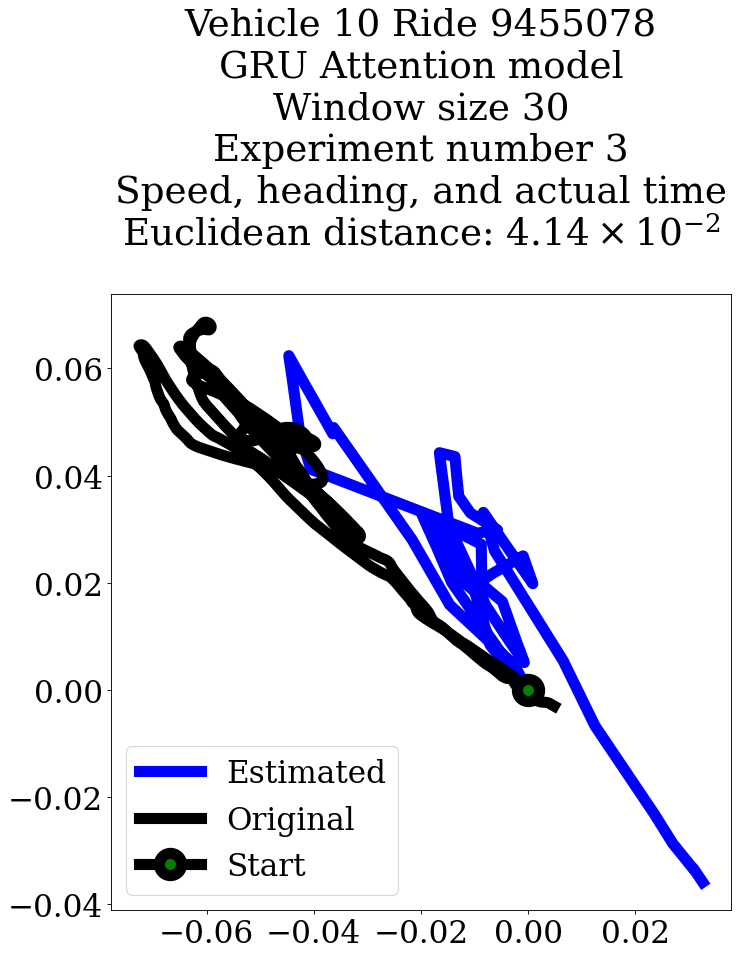 Vehicle 10 Ride 9455078
GRU Attention model
Window size 30
Experiment number 3
Speed, heading, and actual time
Euclidean distance: 4.14 × 10⁻²
0.06
0.04
0.02
0.00
−0.02
−0.04
Estimated
Original
Start
−0.06 −0.04 −0.02 0.00 0.02